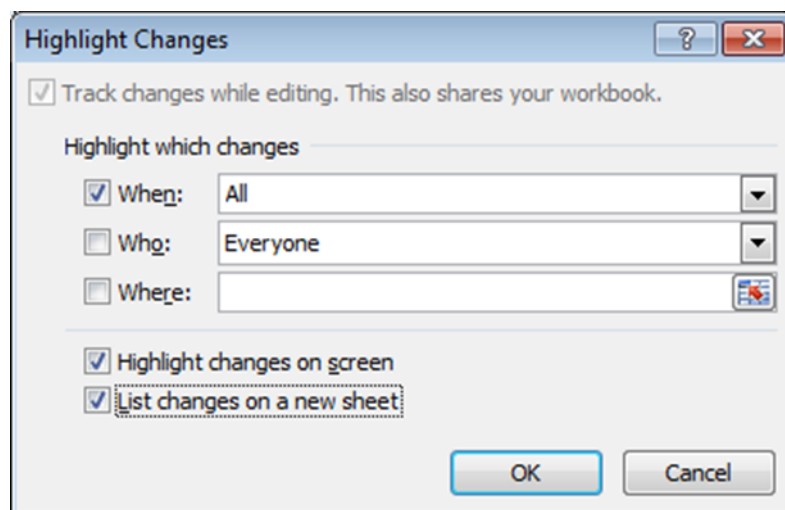 Highlight Changes
Track changes while editing. This also shares your workbook.
Highlight which changes
When: All
Who: Everyone
Where:
Highlight changes on screen
List changes on a new sheet
OK Cancel